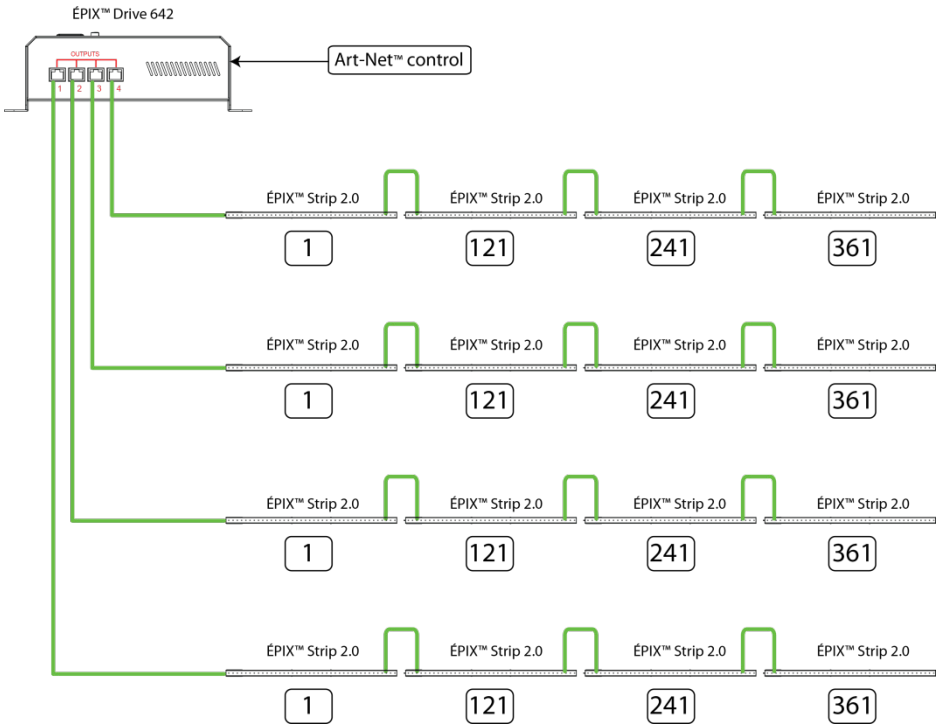 ÉPIX™ Drive 642
OUTPUTS
1 2 3 4
Art-Net™ control
ÉPIX™ Strip 2.0 ÉPIX™ Strip 2.0 ÉPIX™ Strip 2.0 ÉPIX™ Strip 2.0
1 121 241 361
ÉPIX™ Strip 2.0 ÉPIX™ Strip 2.0 ÉPIX™ Strip 2.0 ÉPIX™ Strip 2.0
1 121 241 361
ÉPIX™ Strip 2.0 ÉPIX™ Strip 2.0 ÉPIX™ Strip 2.0 ÉPIX™ Strip 2.0
1 121 241 361
ÉPIX™ Strip 2.0 ÉPIX™ Strip 2.0 ÉPIX™ Strip 2.0 ÉPIX™ Strip 2.0
1 121 241 361